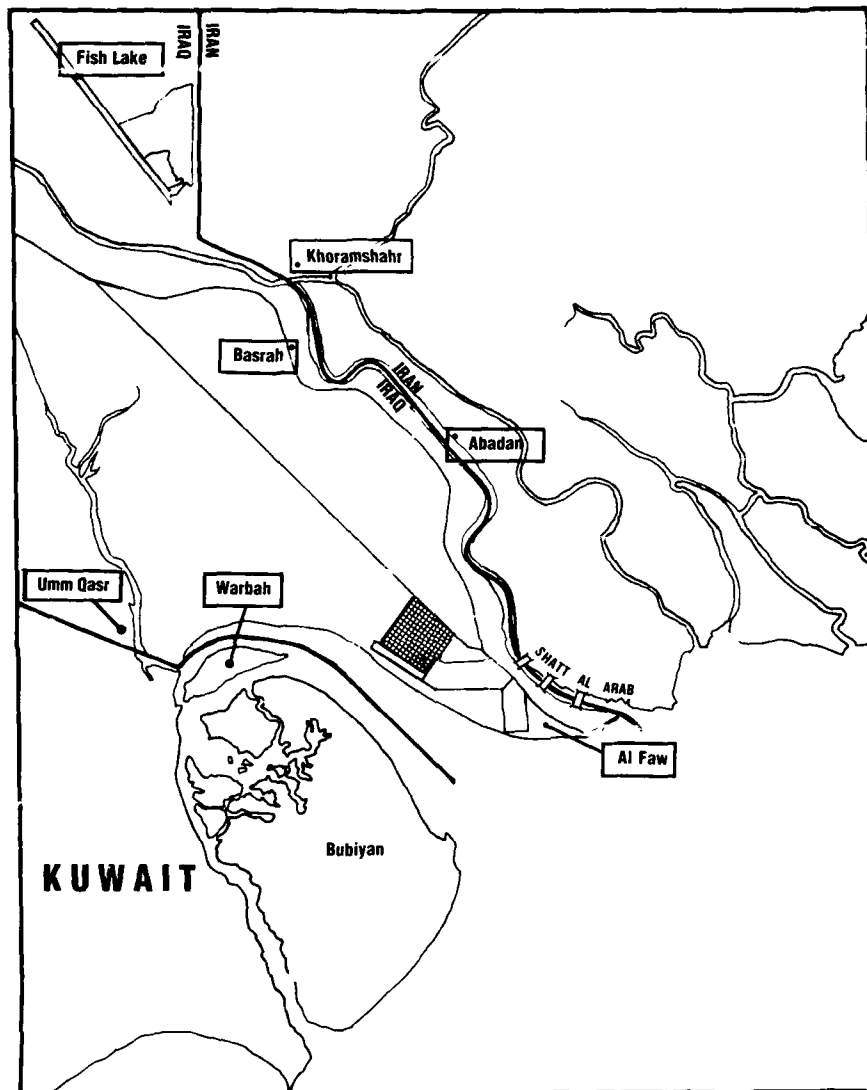 IRAQ
IRAN
Fish Lake
Khoramshahr
Basrah
IRAN
IRAQ
Abadan
Umm Qasr
Warbah
SHATT AL ARAB
Al Faw
Bubiyan
KUWAIT